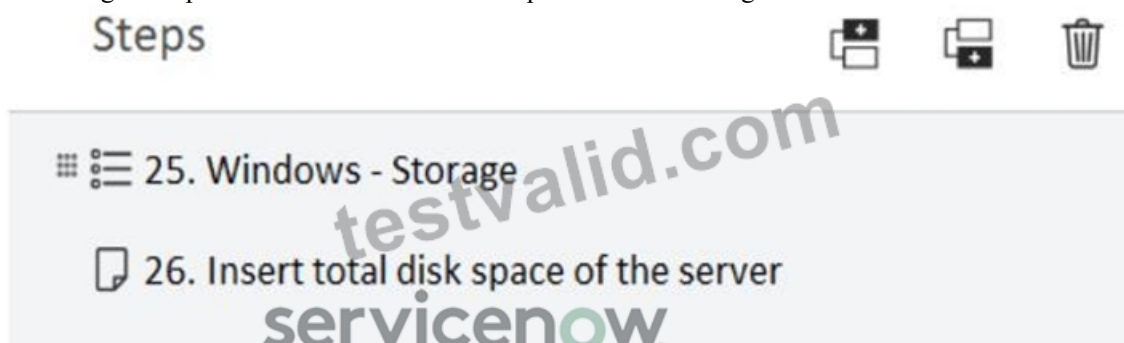 Steps
25. Windows - Storage
testvalid.com
26. Insert total disk space of the server
servicenow